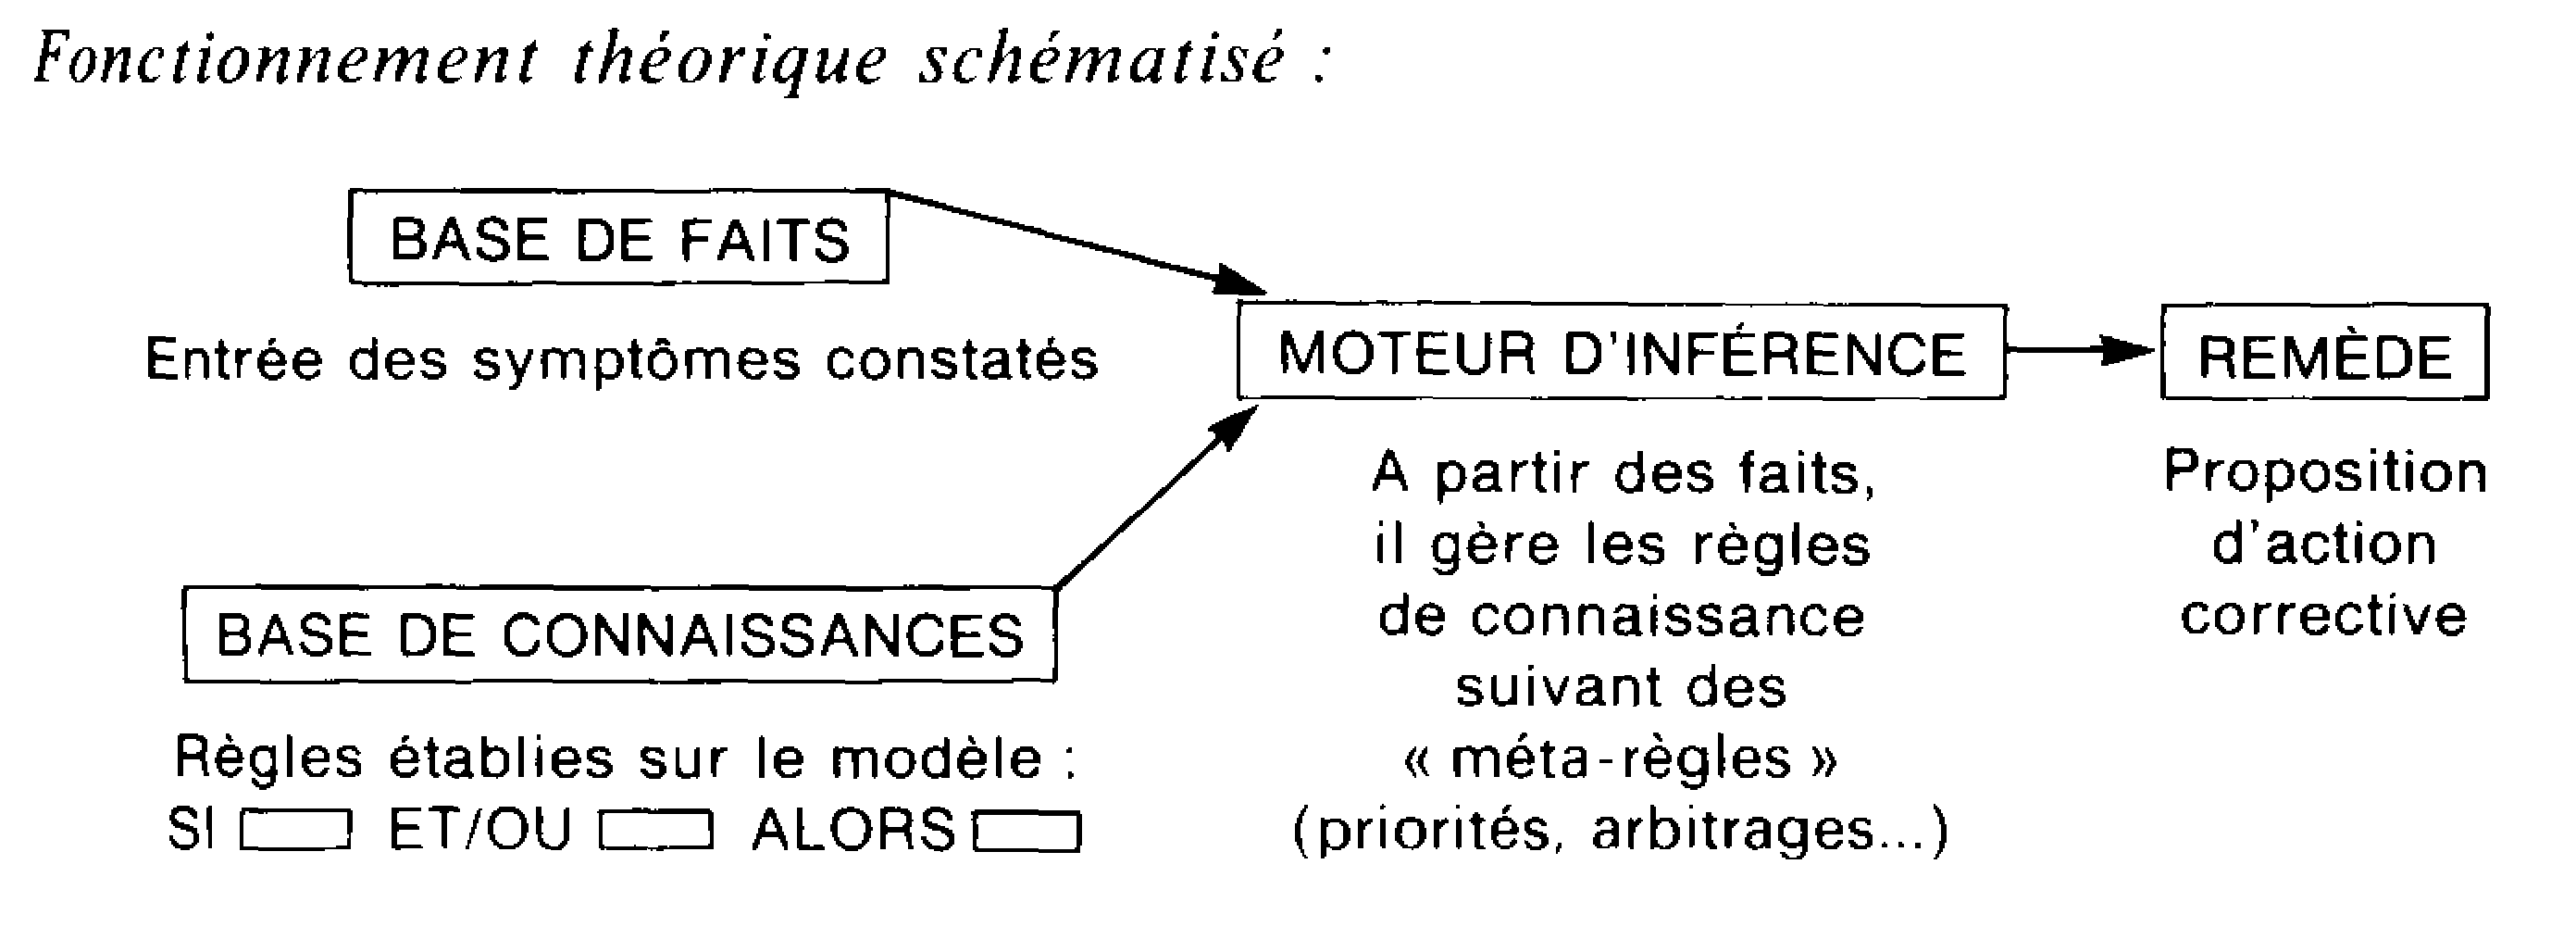 Fonctionnement théorique schématisé :
BASE DE FAITS
Entrée des symptômes constatés
BASE DE CONNAISSANCES
Règles établies sur le modèle :
SI ET/OU ALORS
MOTEUR D'INFÉRENCE
A partir des faits,
il gère les règles
de connaissance
suivant des
« méta-règles »
(priorités, arbitrages...)
REMÈDE
Proposition
d'action
corrective